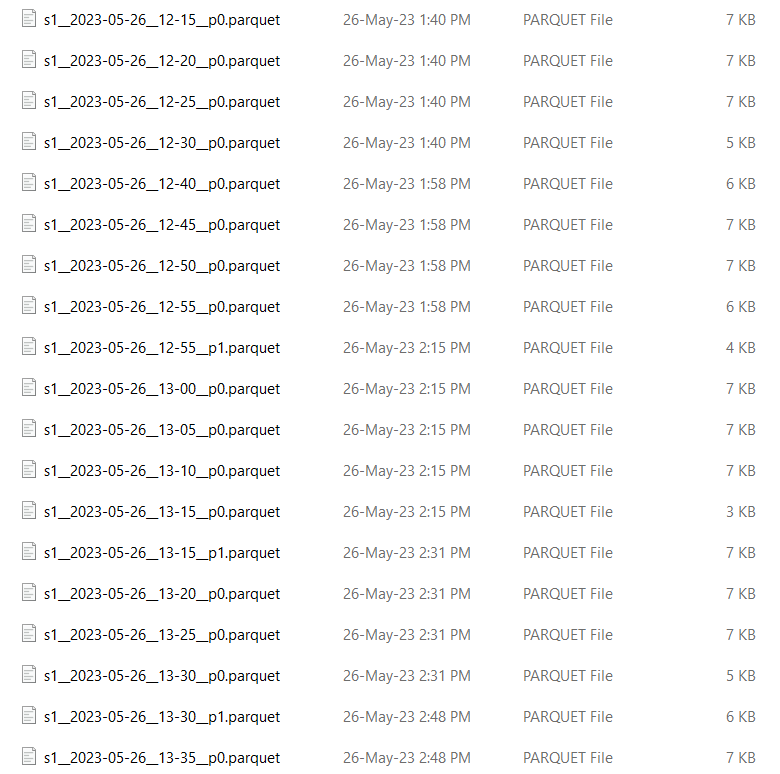 s1__2023-05-26__12-15__p0.parquet 26-May-23 1:40 PM PARQUET File 7 KB
s1__2023-05-26__12-20__p0.parquet 26-May-23 1:40 PM PARQUET File 7 KB
s1__2023-05-26__12-25__p0.parquet 26-May-23 1:40 PM PARQUET File 7 KB
s1__2023-05-26__12-30__p0.parquet 26-May-23 1:40 PM PARQUET File 5 KB
s1__2023-05-26__12-40__p0.parquet 26-May-23 1:58 PM PARQUET File 6 KB
s1__2023-05-26__12-45__p0.parquet 26-May-23 1:58 PM PARQUET File 7 KB
s1__2023-05-26__12-50__p0.parquet 26-May-23 1:58 PM PARQUET File 7 KB
s1__2023-05-26__12-55__p0.parquet 26-May-23 1:58 PM PARQUET File 6 KB
s1__2023-05-26__12-55__p1.parquet 26-May-23 2:15 PM PARQUET File 4 KB
s1__2023-05-26__13-00__p0.parquet 26-May-23 2:15 PM PARQUET File 7 KB
s1__2023-05-26__13-05__p0.parquet 26-May-23 2:15 PM PARQUET File 7 KB
s1__2023-05-26__13-10__p0.parquet 26-May-23 2:15 PM PARQUET File 7 KB
s1__2023-05-26__13-15__p0.parquet 26-May-23 2:15 PM PARQUET File 3 KB
s1__2023-05-26__13-15__p1.parquet 26-May-23 2:31 PM PARQUET File 7 KB
s1__2023-05-26__13-20__p0.parquet 26-May-23 2:31 PM PARQUET File 7 KB
s1__2023-05-26__13-25__p0.parquet 26-May-23 2:31 PM PARQUET File 7 KB
s1__2023-05-26__13-30__p0.parquet 26-May-23 2:31 PM PARQUET File 5 KB
s1__2023-05-26__13-30__p1.parquet 26-May-23 2:48 PM PARQUET File 6 KB
s1__2023-05-26__13-35__p0.parquet 26-May-23 2:48 PM PARQUET File 7 KB